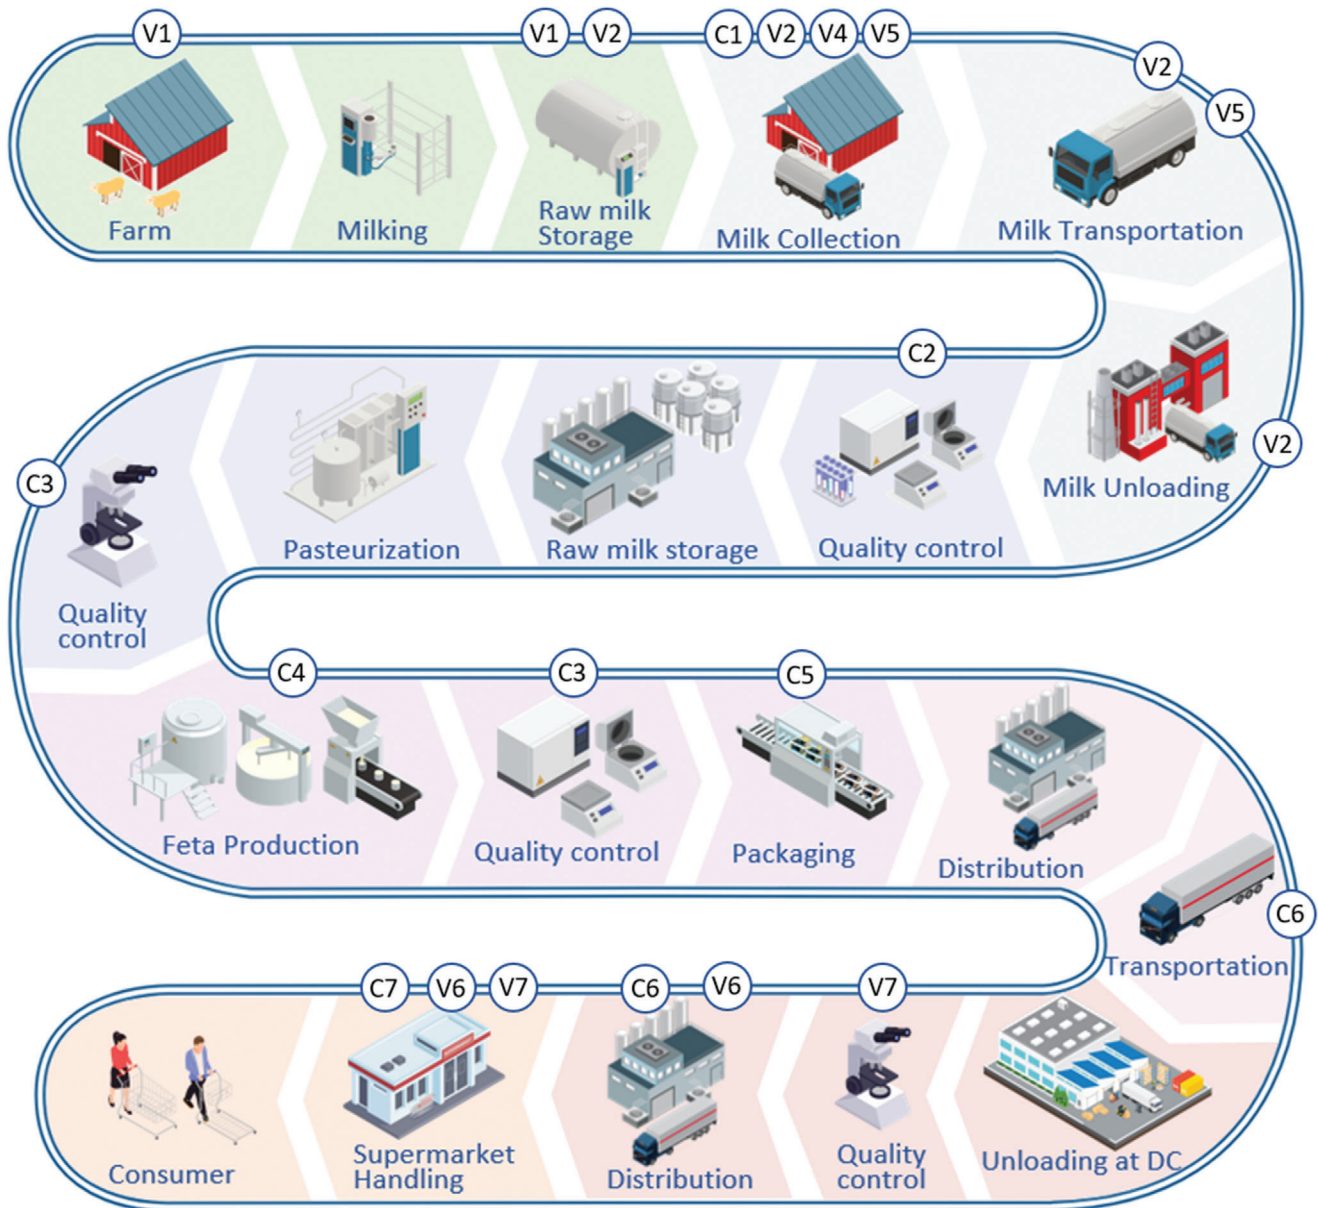 V1
V1 V2
C1 V2 V4 V5
V2
V5
Farm
Milking
Raw milk
Storage
Milk Collection
Milk Transportation
C2
V2
Milk Unloading
Quality control
Raw milk storage
Pasteurization
C3
Quality
control
C4
C3
C5
Feta Production
Quality control
Packaging
Distribution
C6
Transportation
C7 V6 V7
C6 V6
V7
Consumer
Supermarket
Handling
Distribution
Quality
control
Unloading at DC